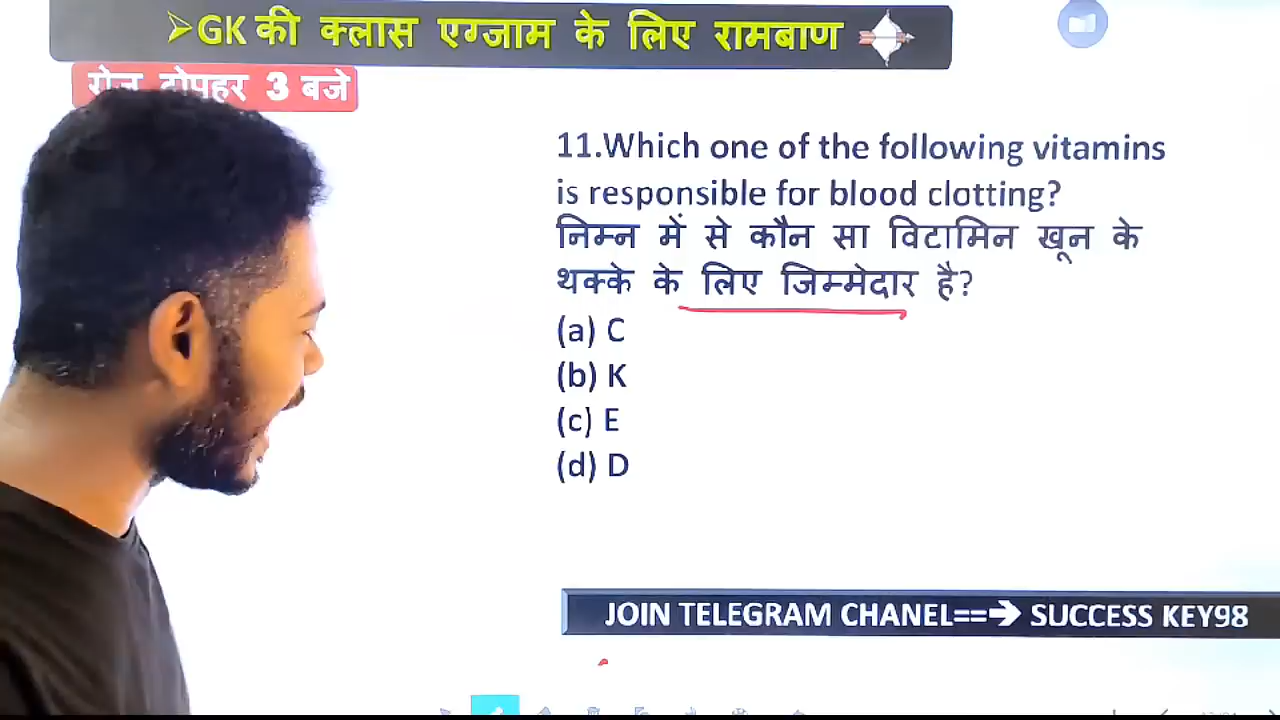 ➢GK की क्लास एग्जाम के लिए रामबाण
रोज दोपहर 3 बजे
11.Which one of the following vitamins
is responsible for blood clotting?
निम्न में से कौन सा विटामिन खून के
थक्के के लिए जिम्मेदार है?
(a) C
(b) K
(c) E
(d) D
JOIN TELEGRAM CHANEL==➔ SUCCESS KEY98